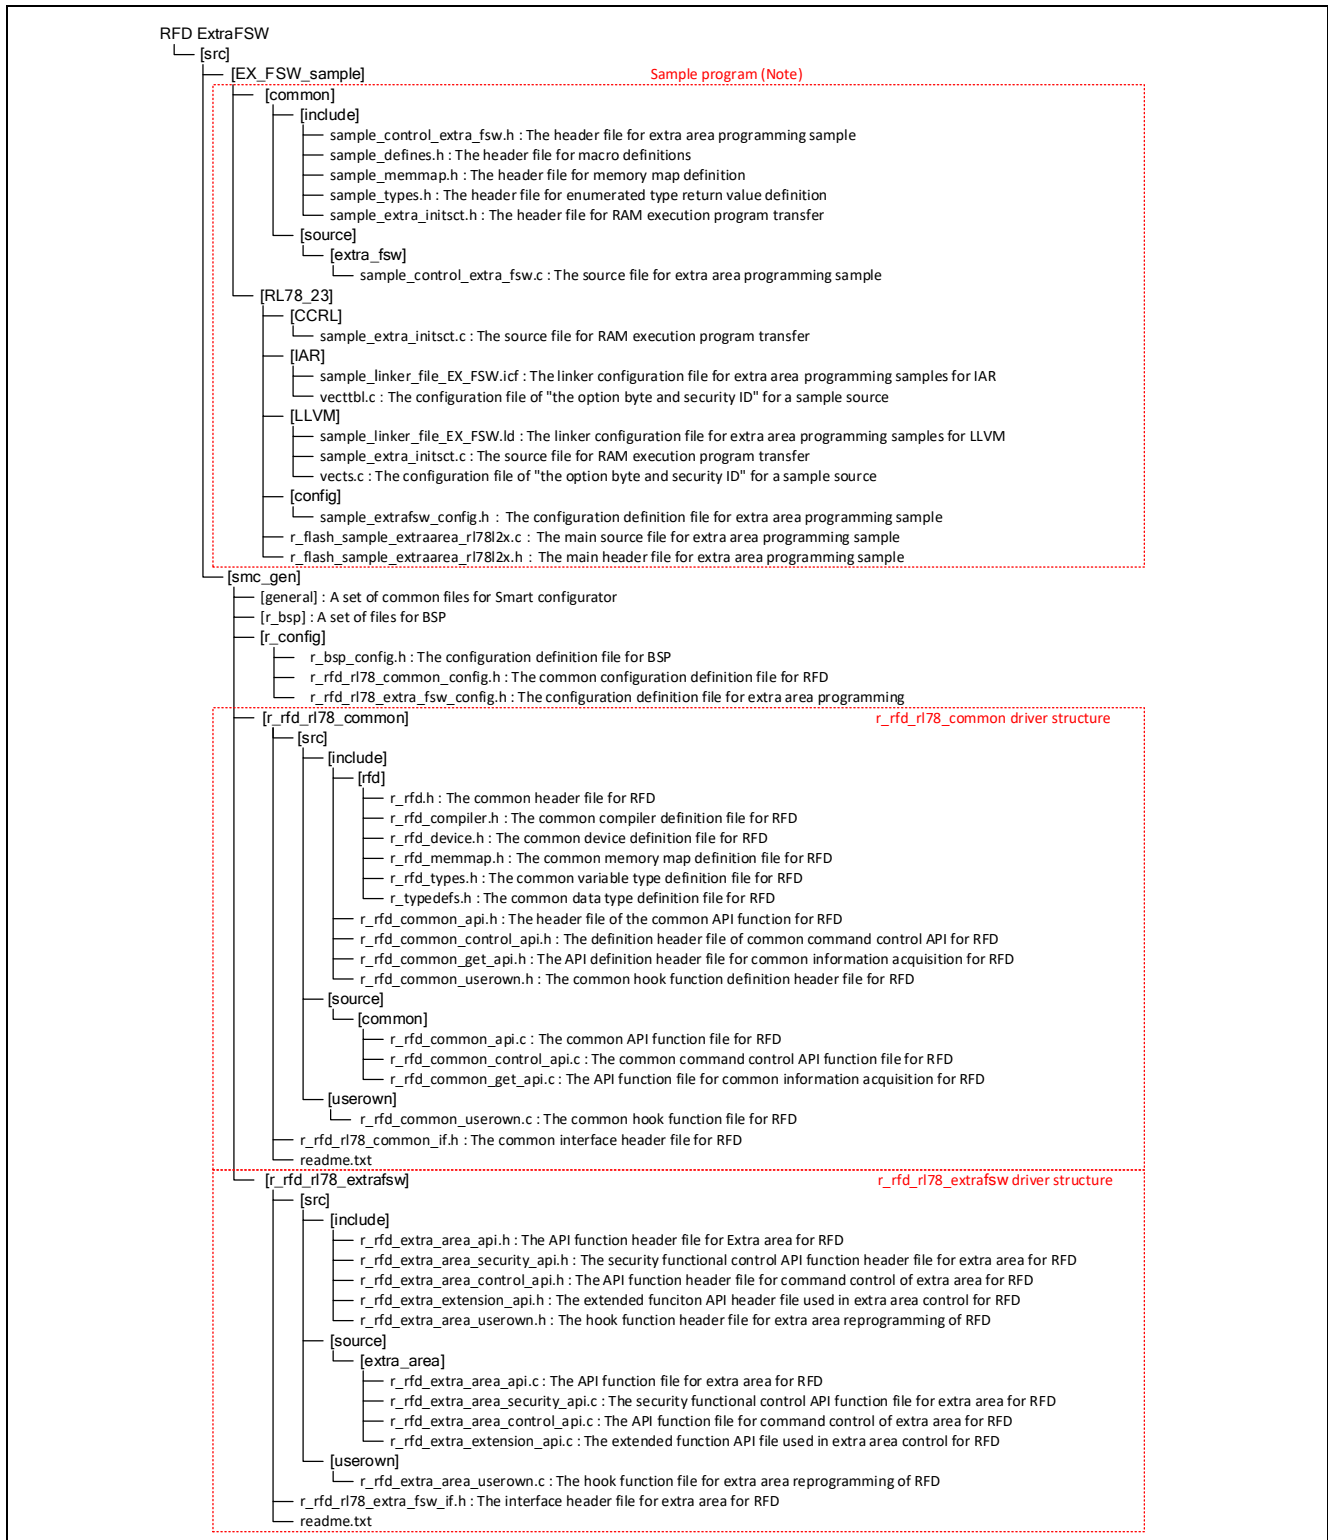 RFD ExtraFSW
[src]
[EX_FSW_sample]
Sample program (Note)
[common]
[include]
sample_control_extra_fsw.h : The header file for extra area programming sample
sample_defines.h : The header file for macro definitions
sample_memmap.h : The header file for memory map definition
sample_types.h : The header file for enumerated type return value definition
sample_extra_initsct.h : The header file for RAM execution program transfer
[source]
[extra_fsw]
sample_control_extra_fsw.c : The source file for extra area programming sample
[RL78_23]
[CCRL]
sample_extra_initsct.c : The source file for RAM execution program transfer
[IAR]
sample_linker_file_EX_FSW.icf : The linker configuration file for extra area programming samples for IAR
vecttbl.c : The configuration file of "the option byte and security ID" for a sample source
[LLVM]
sample_linker_file_EX_FSW.ld : The linker configuration file for extra area programming samples for LLVM
sample_extra_initsct.c : The source file for RAM execution program transfer
vects.c : The configuration file of "the option byte and security ID" for a sample source
[config]
sample_extrafsw_config.h : The configuration definition file for extra area programming sample
r_flash_sample_extraarea_rl78l2x.c : The main source file for extra area programming sample
r_flash_sample_extraarea_rl78l2x.h : The main header file for extra area programming sample
[smc_gen]
[general] : A set of common files for Smart configurator
[r_bsp] : A set of files for BSP
[r_config]
r_bsp_config.h : The configuration definition file for BSP
r_rfd_rl78_common_config.h : The common configuration definition file for RFD
r_rfd_rl78_extra_fsw_config.h : The configuration definition file for extra area programming
[r_rfd_rl78_common]
r_rfd_rl78_common driver structure
[src]
[include]
[rfd]
r_rfd.h : The common header file for RFD
r_rfd_compiler.h : The common compiler definition file for RFD
r_rfd_device.h : The common device definition file for RFD
r_rfd_memmap.h : The common memory map definition file for RFD
r_rfd_types.h : The common variable type definition file for RFD
r_typedefs.h : The common data type definition file for RFD
r_rfd_common_api.h : The header file of the common API function for RFD
r_rfd_common_control_api.h : The definition header file of common command control API for RFD
r_rfd_common_get_api.h : The API definition header file for common information acquisition for RFD
r_rfd_common_userown.h : The common hook function definition header file for RFD
[source]
[common]
r_rfd_common_api.c : The common API function file for RFD
r_rfd_common_control_api.c : The common command control API function file for RFD
r_rfd_common_get_api.c : The API function file for common information acquisition for RFD
[userown]
r_rfd_common_userown.c : The common hook function file for RFD
r_rfd_rl78_common_if.h : The common interface header file for RFD
readme.txt
[r_rfd_rl78_extrafsw]
r_rfd_rl78_extrafsw driver structure
[src]
[include]
r_rfd_extra_area_api.h : The API function header file for Extra area for RFD
r_rfd_extra_area_security_api.h : The security functional control API function header file for extra area for RFD
r_rfd_extra_area_control_api.h : The API function header file for command control of extra area for RFD
r_rfd_extra_extension_api.h : The extended funciton API header file used in extra area control for RFD
r_rfd_extra_area_userown.h : The hook function header file for extra area reprogramming of RFD
[source]
[extra_area]
r_rfd_extra_area_api.c : The API function file for extra area for RFD
r_rfd_extra_area_security_api.c : The security functional control API function file for extra area for RFD
r_rfd_extra_area_control_api.c : The API function file for command control of extra area for RFD
r_rfd_extra_extension_api.c : The extended function API file used in extra area control for RFD
[userown]
r_rfd_extra_area_userown.c : The hook function file for extra area reprogramming of RFD
r_rfd_rl78_extra_fsw_if.h : The interface header file for extra area for RFD
readme.txt